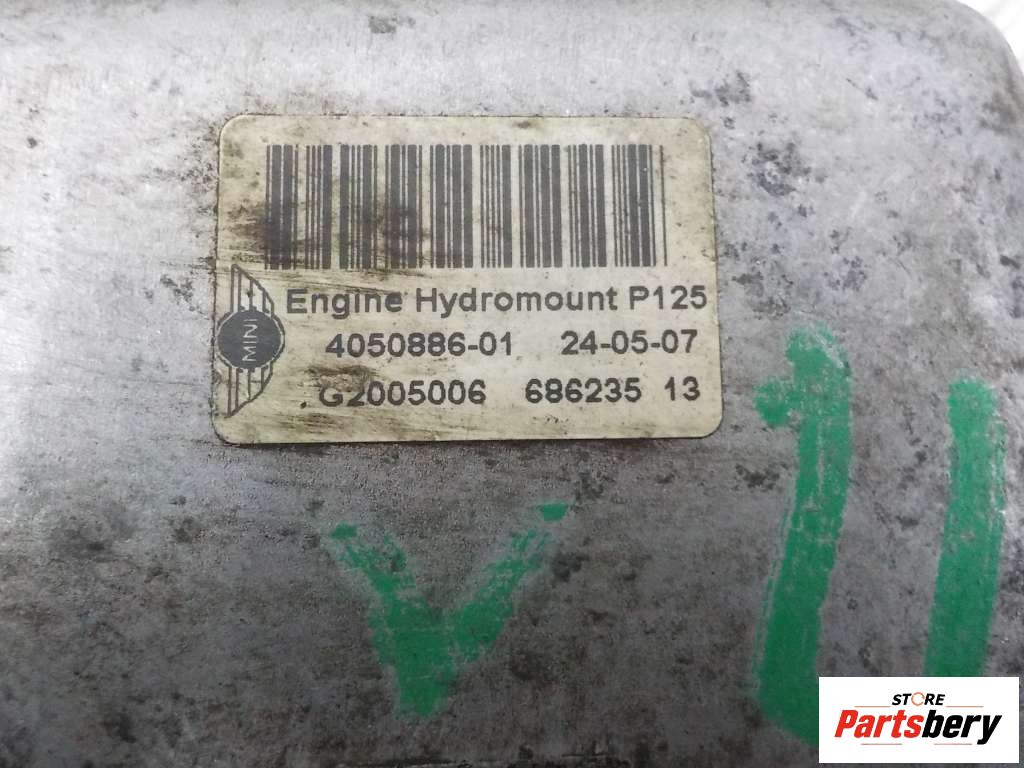 Engine Hydromount P125
MINI
4050886-01 24-05-07
G2005006 686235 13
V
STORE
Partsbery